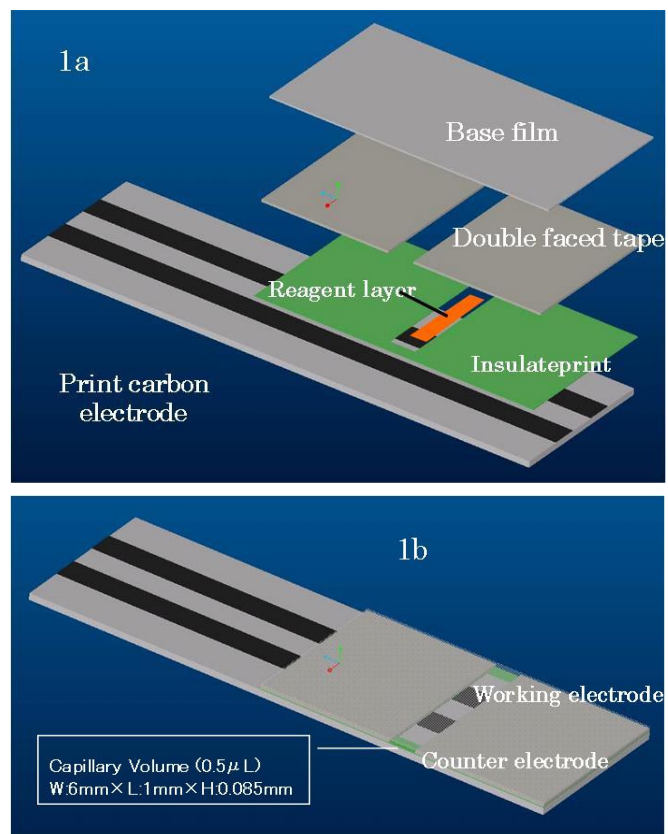 1a
Base film
Double faced tape
Reagent layer
Insulateprint
Print carbon
electrode
1b
Working electrode
Counter electrode
Capillary Volume (0.5μL)
W:6mm×L:1mm×H:0.085mm